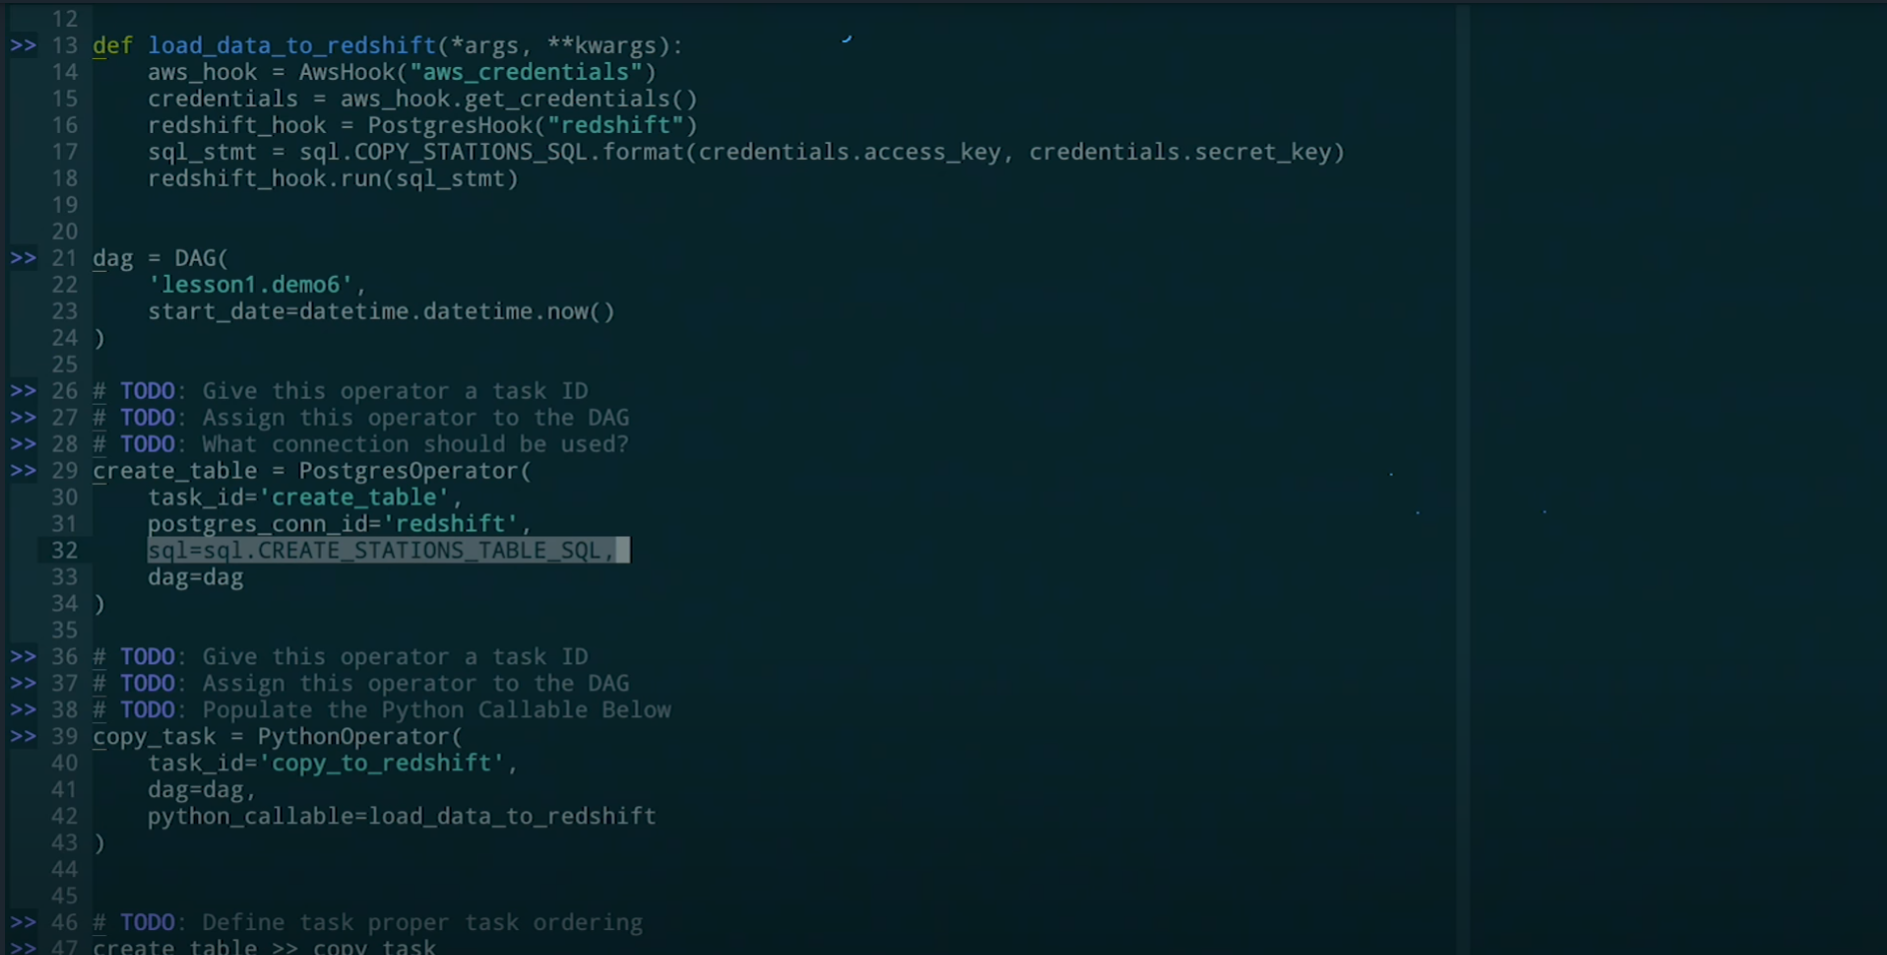 12
>> 13 def load_data_to_redshift(*args, **kwargs):
14 aws_hook = AwsHook("aws_credentials")
15 credentials = aws_hook.get_credentials()
16 redshift_hook = PostgresHook("redshift")
17 sql_stmt = sql.COPY_STATIONS_SQL.format(credentials.access_key, credentials.secret_key)
18 redshift_hook.run(sql_stmt)
19
20
>> 21 dag = DAG(
22 'lesson1.demo6',
23 start_date=datetime.datetime.now()
24 )
25
>> 26 # TODO: Give this operator a task ID
>> 27 # TODO: Assign this operator to the DAG
>> 28 # TODO: What connection should be used?
>> 29 create_table = PostgresOperator(
30 task_id='create_table',
31 postgres_conn_id='redshift',
32 sql=sql.CREATE_STATIONS_TABLE_SQL,
33 dag=dag
34 )
35
>> 36 # TODO: Give this operator a task ID
>> 37 # TODO: Assign this operator to the DAG
>> 38 # TODO: Populate the Python Callable Below
>> 39 copy_task = PythonOperator(
40 task_id='copy_to_redshift',
41 dag=dag,
42 python_callable=load_data_to_redshift
43 )
44
45
>> 46 # TODO: Define task proper task ordering
>> 47 create_table >> copy_task